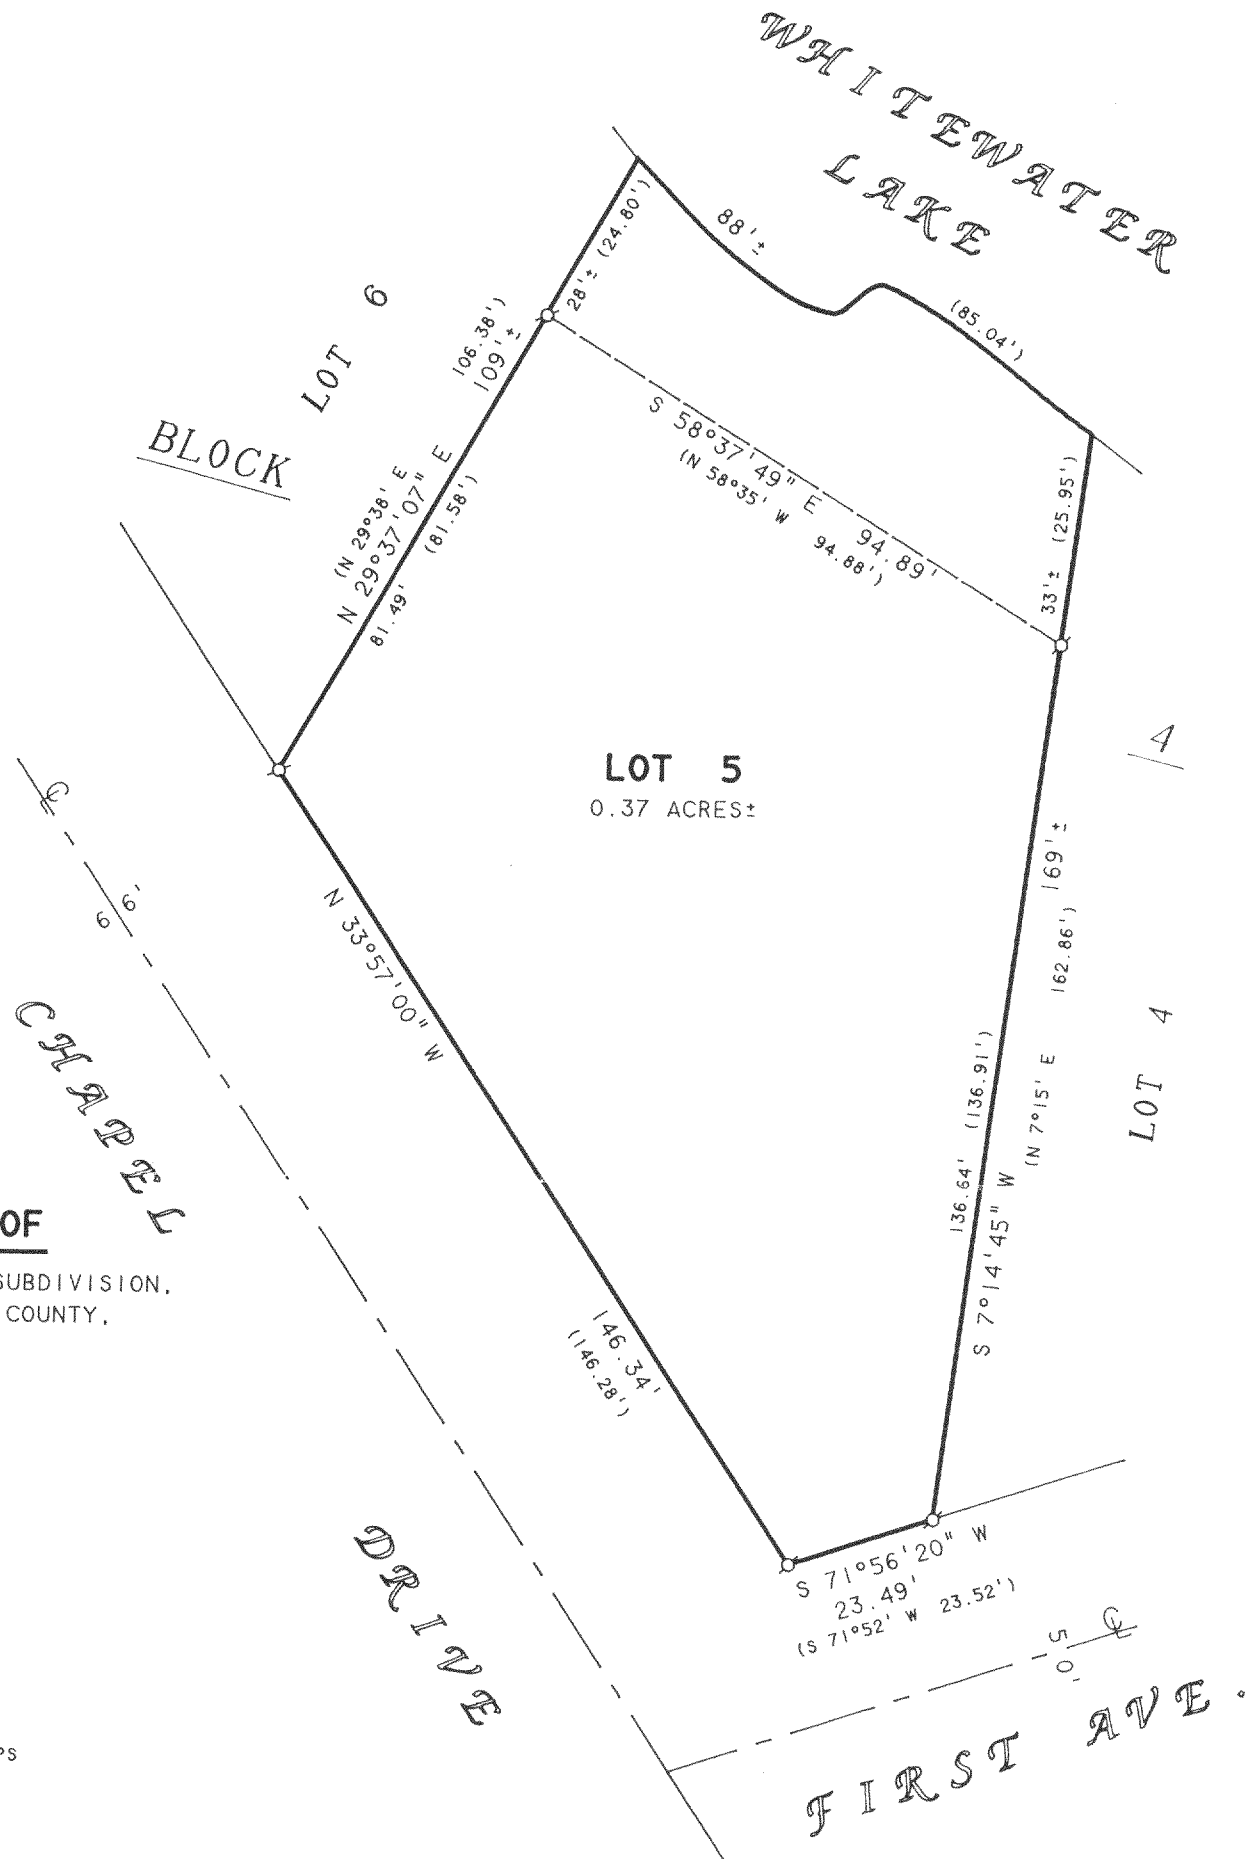 WHITEWATER
LAKE
88'±
(85.04')
28'± (24.80')
106.38')
109'±
LOT 6
BLOCK
(N 29°38' E
N 29°37'07" E
81.49' (81.58')
S 58°37'49" E 94.89'
(N 58°35' W 94.88')
33'± (25.95')
4
LOT 5
0.37 ACRES±
℄
66'
N 33°57'00" W
146.34'
(146.28')
169'±
(N 7°15' E 162.86')
136.64' (136.91')
S 7°14'45" W
LOT 4
CHAPEL
DRIVE
OF
SUBDIVISION,
COUNTY,
S 71°56'20" W
23.49'
(S 71°52' W 23.52')
℄
50'
FIRST AVE.
PS